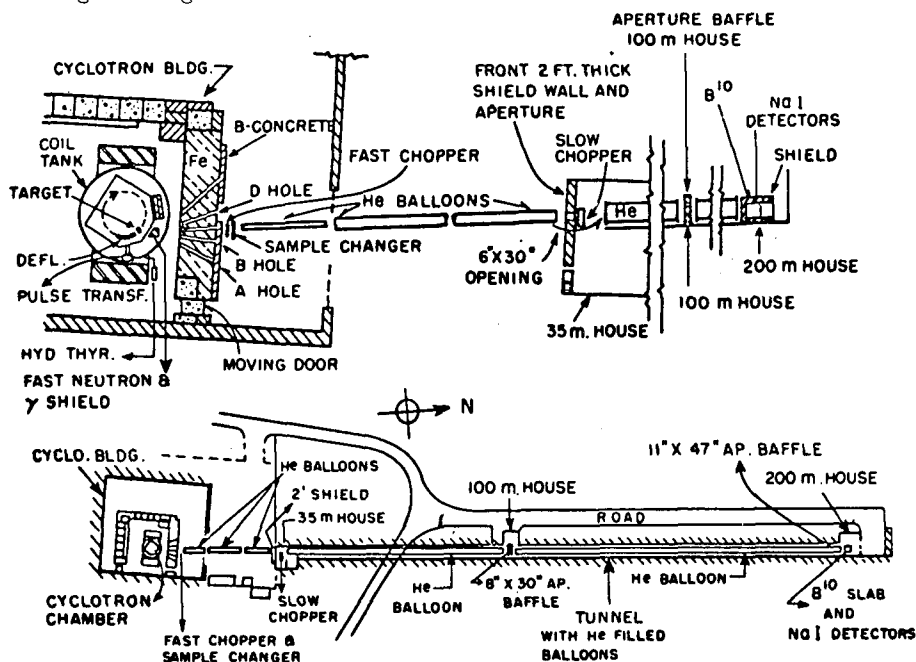 APERTURE BAFFLE
100 m HOUSE
CYCLOTRON BLDG.
FRONT 2 FT. THICK
SHIELD WALL AND
APERTURE
B¹⁰
NaI
DETECTORS
B-CONCRETE
SLOW
CHOPPER
SHIELD
COIL
TANK
Fe
FAST CHOPPER
D HOLE
He BALLOONS
TARGET
He
SAMPLE CHANGER
6"X30"
OPENING
B HOLE
DEFL.
200 m HOUSE
A HOLE
PULSE TRANSF.
100 m HOUSE
35 m. HOUSE
HYD THYR.
MOVING DOOR
FAST NEUTRON &
γ SHIELD
N
11" X 47" AP. BAFFLE
CYCLO. BLDG.
He BALLOONS
200 m. HOUSE
2' SHIELD
100 m. HOUSE
35 m HOUSE
ROAD
He
BALLOON
8" X 30" AP.
BAFFLE
He BALLOON
SLOW
CHOPPER
CYCLOTRON
CHAMBER
TUNNEL
WITH He FILLED
BALLOONS
B¹⁰ SLAB
AND
NaI DETECTORS
FAST CHOPPER &
SAMPLE CHANGER